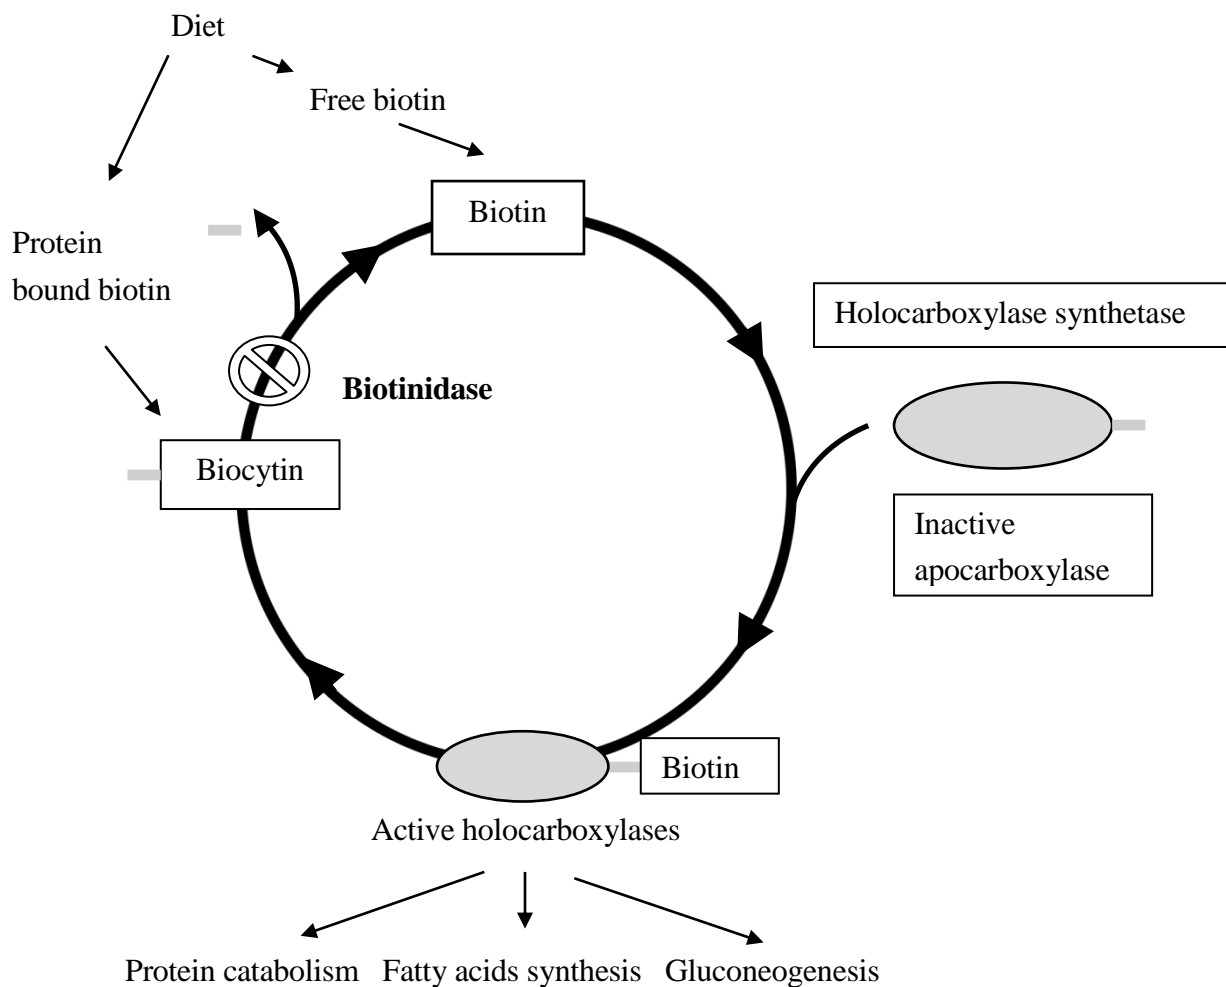 Diet
Free biotin
Biotin
Protein
bound biotin
Holocarboxylase synthetase
Biotinidase
Biocytin
Inactive
apocarboxylase
Biotin
Active holocarboxylases
Protein catabolism
Fatty acids synthesis
Gluconeogenesis